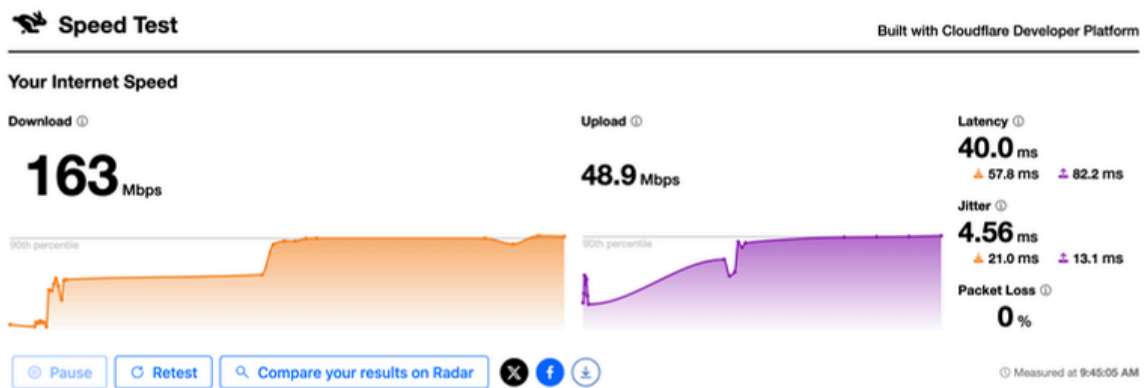 Speed Test
Built with Cloudflare Developer Platform
Your Internet Speed
Download
163 Mbps
90th percentile
Upload
48.9 Mbps
90th percentile
Latency
40.0 ms
57.8 ms 82.2 ms
Jitter
4.56 ms
21.0 ms 13.1 ms
Packet Loss
0 %
Pause
Retest
Compare your results on Radar
Measured at 9:45:05 AM